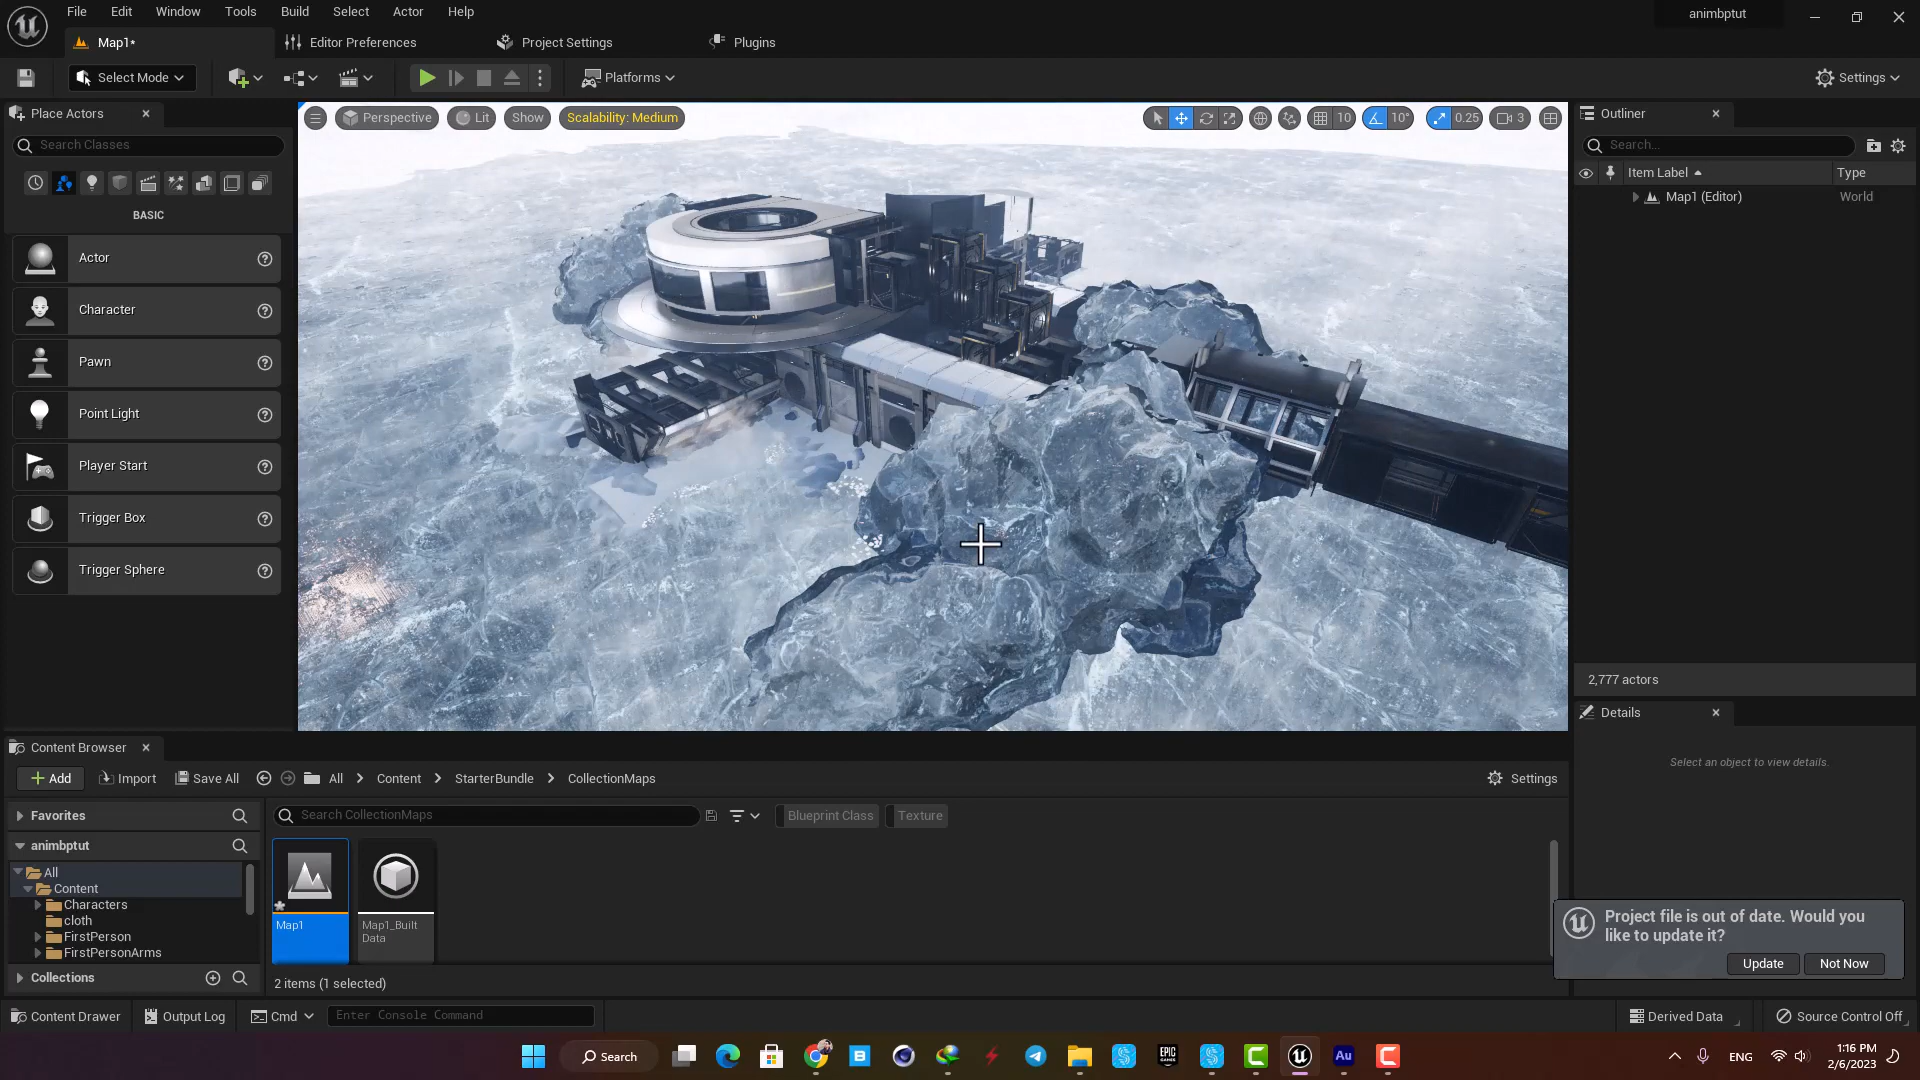 File Edit Window Tools Build Select Actor Help
animbptut
Map1*
Editor Preferences
Project Settings
Plugins
Select Mode
Platforms
Settings
Place Actors
Search Classes
BASIC
Actor
Character
Pawn
Point Light
Player Start
Trigger Box
Trigger Sphere
Perspective Lit Show Scalability: Medium
10 10° 0.25 3
Outliner
Search...
Item Label Type
Map1 (Editor) World
2,777 actors
Details
Select an object to view details.
Content Browser
Add Import Save All All Content StarterBundle CollectionMaps
Settings
Favorites
animbptut
All
Content
Characters
cloth
FirstPerson
FirstPersonArms
Collections
Search CollectionMaps
Blueprint Class Texture
Map1
Map1_Built
Data
2 items (1 selected)
Project file is out of date. Would you
like to update it?
Update Not Now
Content Drawer Output Log Cmd Enter Console Command
Derived Data Source Control Off
Search
EPIC
GAMES
Au
ENG
1:16 PM
2/6/2023